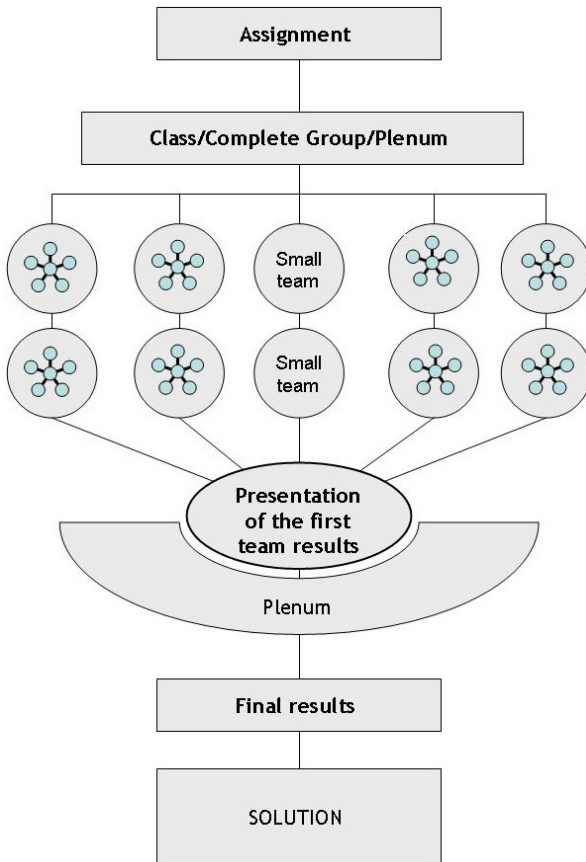 Assignment
Class/Complete Group/Plenum
Small
team
Small
team
Presentation
of the first
team results
Plenum
Final results
SOLUTION